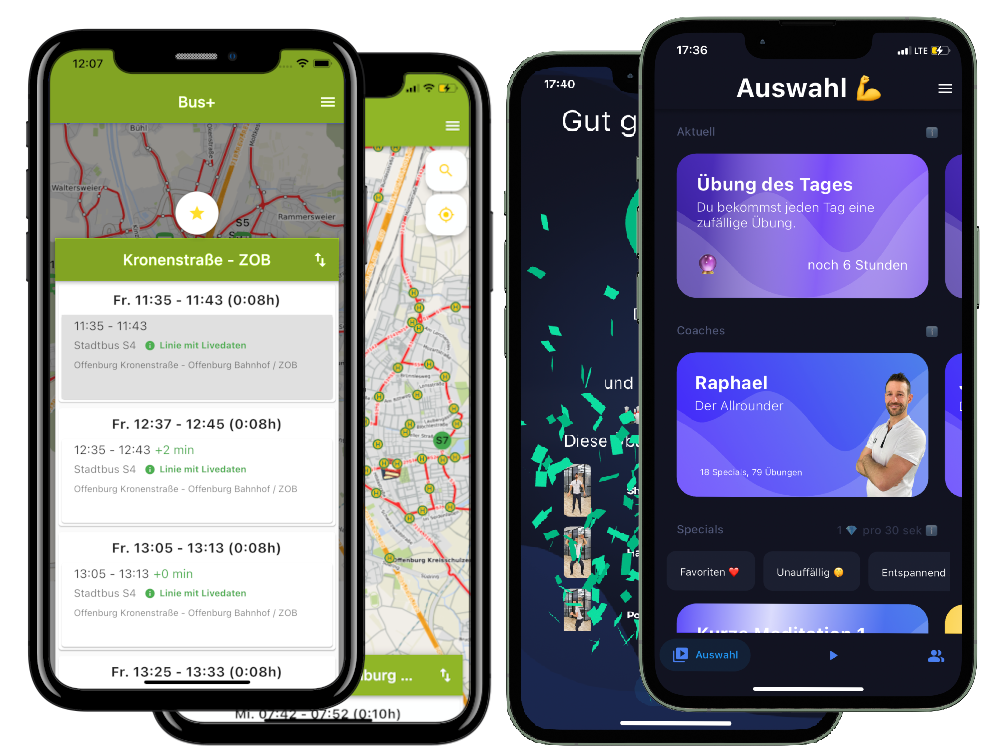 12:07
Bus+
Bühl
Waltersweier
Rammersweier
S5
Kronenstraße - ZOB
Fr. 11:35 - 11:43 (0:08h)
11:35 - 11:43
Stadtbus S4 Linie mit Livedaten
Offenburg Kronenstraße - Offenburg Bahnhof / ZOB
Fr. 12:37 - 12:45 (0:08h)
12:35 - 12:43 +2 min
Stadtbus S4 Linie mit Livedaten
Offenburg Kronenstraße - Offenburg Bahnhof / ZOB
Fr. 13:05 - 13:13 (0:08h)
13:05 - 13:13 +0 min
Stadtbus S4 Linie mit Livedaten
Offenburg Kronenstraße - Offenburg Bahnhof / ZOB
Fr. 13:25 - 13:33 (0:08h)
S7
Offenburg Kreisschulze
burg ...
Mi. 07:42 - 07:52 (0:10h)
17:40
Gut g
und
Diese
17:36
LTE
Auswahl 💪
Aktuell
Übung des Tages
Du bekommst jeden Tag eine
zufällige Übung.
noch 6 Stunden
Coaches
Raphael
Der Allrounder
18 Specials, 79 Übungen
Specials
1 💎 pro 30 sek
Favoriten ❤️
Unauffällig
Entspannend
Kurze Meditation 1
Auswahl